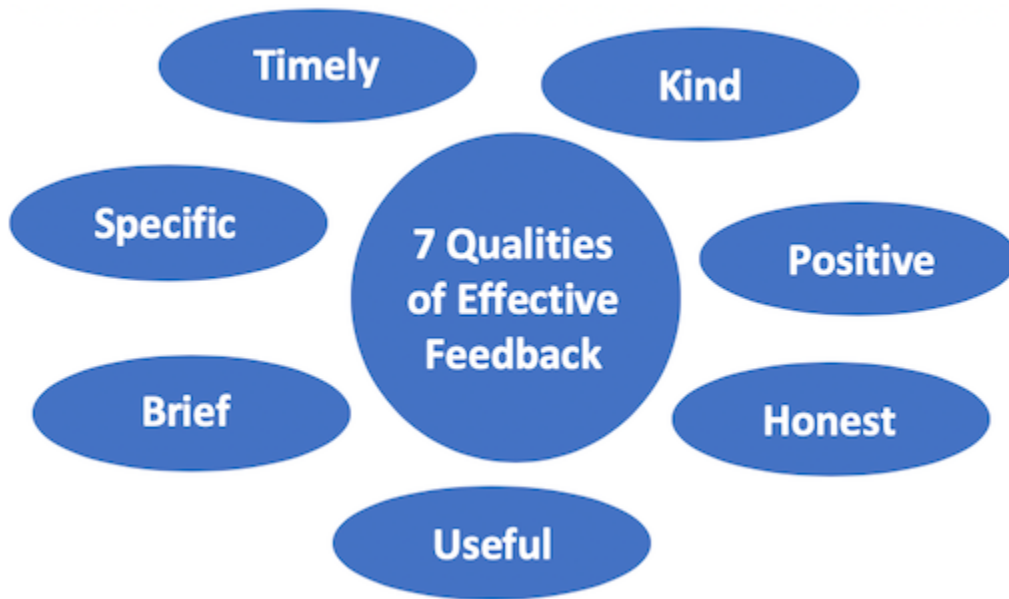 7 Qualities
of Effective
Feedback
Timely
Kind
Positive
Honest
Useful
Brief
Specific